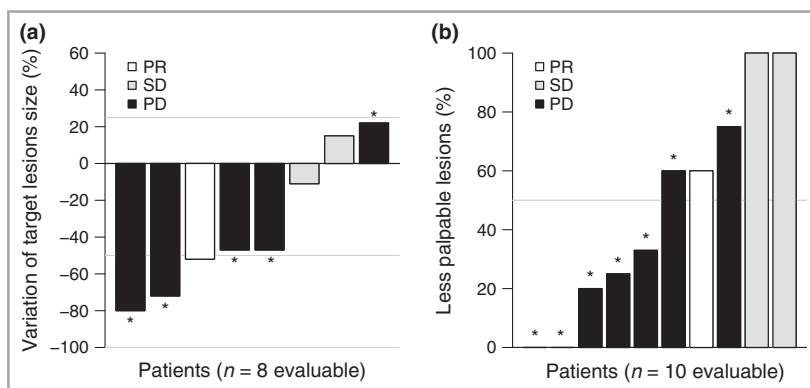 (a)
Variation of target lesions size (%)
60
40
20
0
−20
−40
−60
−80
−100
PR
SD
PD
*
* * * *
Patients (n = 8 evaluable)
(b)
Less palpable lesions (%)
100
80
60
40
20
0
PR
SD
PD
* * * * * * *
Patients (n = 10 evaluable)